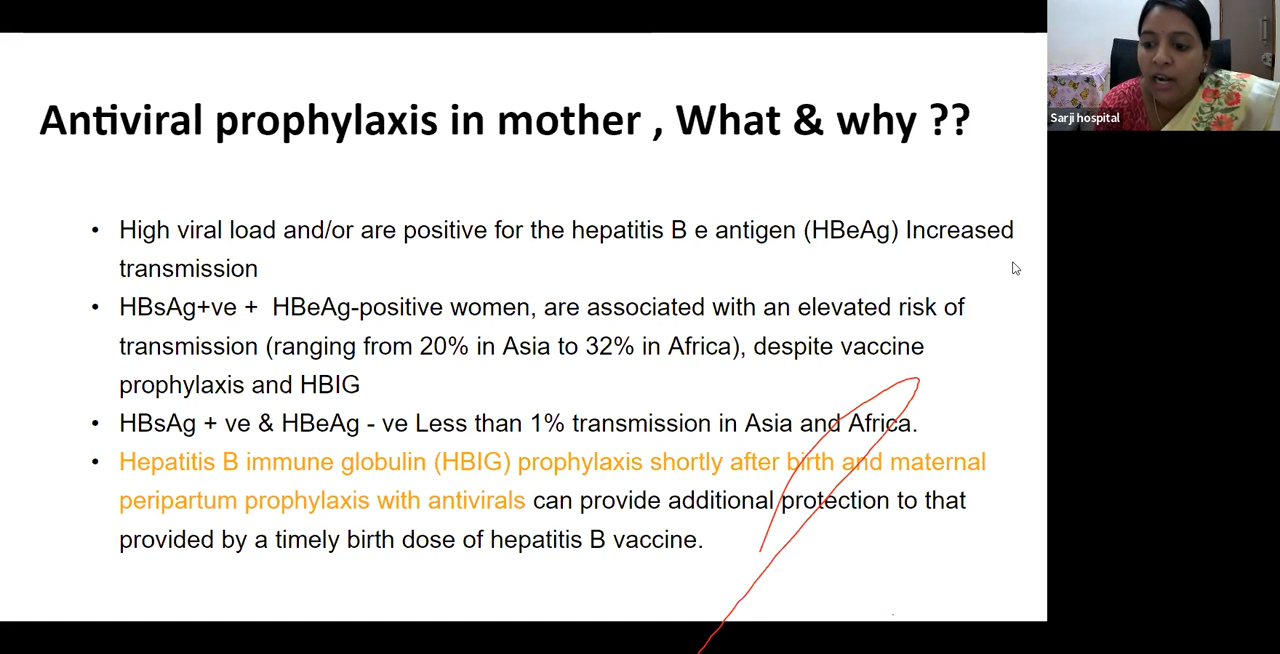 Antiviral prophylaxis in mother , What & why ??
Sarji hospital
• High viral load and/or are positive for the hepatitis B e antigen (HBeAg) Increased
transmission
• HBsAg+ve + HBeAg-positive women, are associated with an elevated risk of
transmission (ranging from 20% in Asia to 32% in Africa), despite vaccine
prophylaxis and HBIG
• HBsAg + ve & HBeAg - ve Less than 1% transmission in Asia and Africa.
• Hepatitis B immune globulin (HBIG) prophylaxis shortly after birth and maternal
peripartum prophylaxis with antivirals can provide additional protection to that
provided by a timely birth dose of hepatitis B vaccine.